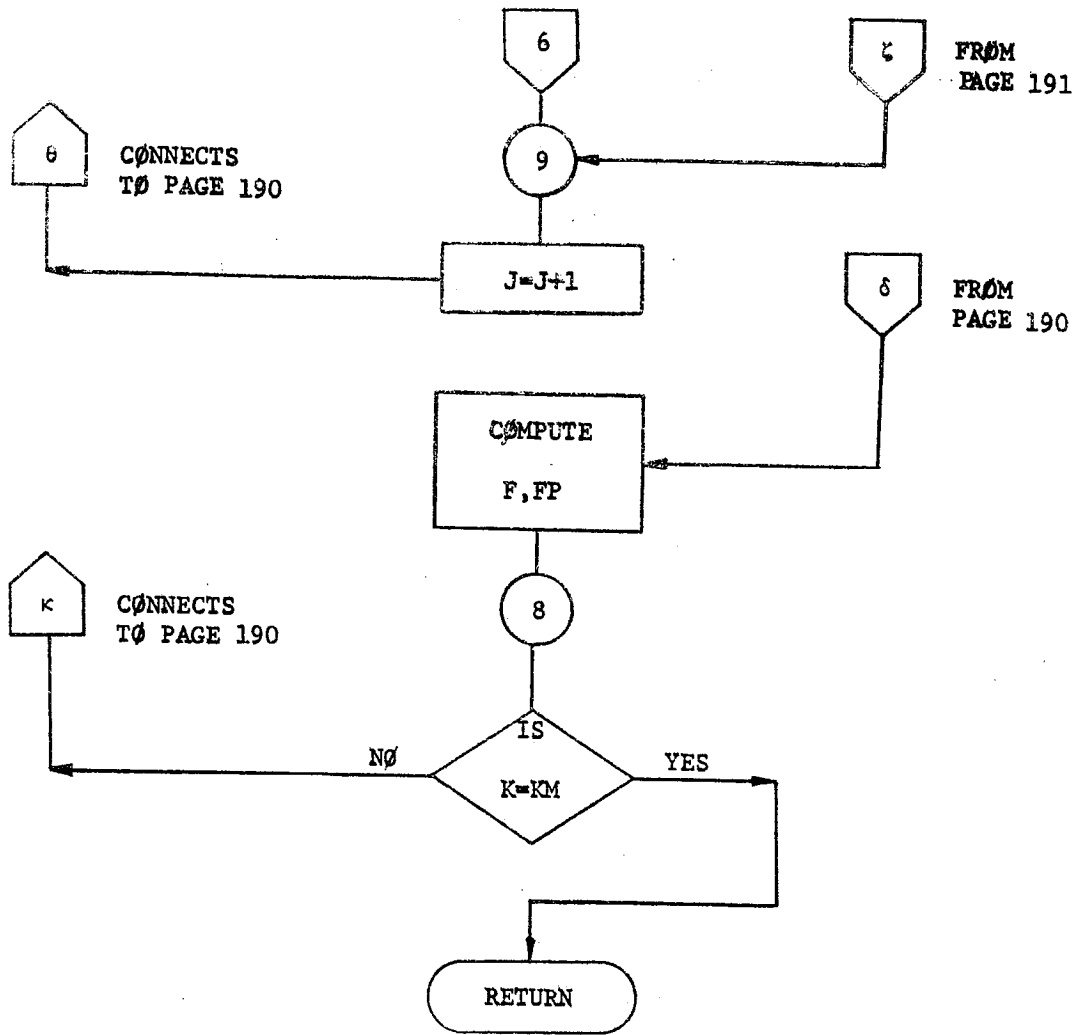 6
ζ
FRØM
PAGE 191
θ
CØNNECTS
TØ PAGE 190
9
J=J+1
δ
FRØM
PAGE 190
CØMPUTE
F,FP
κ
CØNNECTS
TØ PAGE 190
8
IS
K=KM
NØ
YES
RETURN